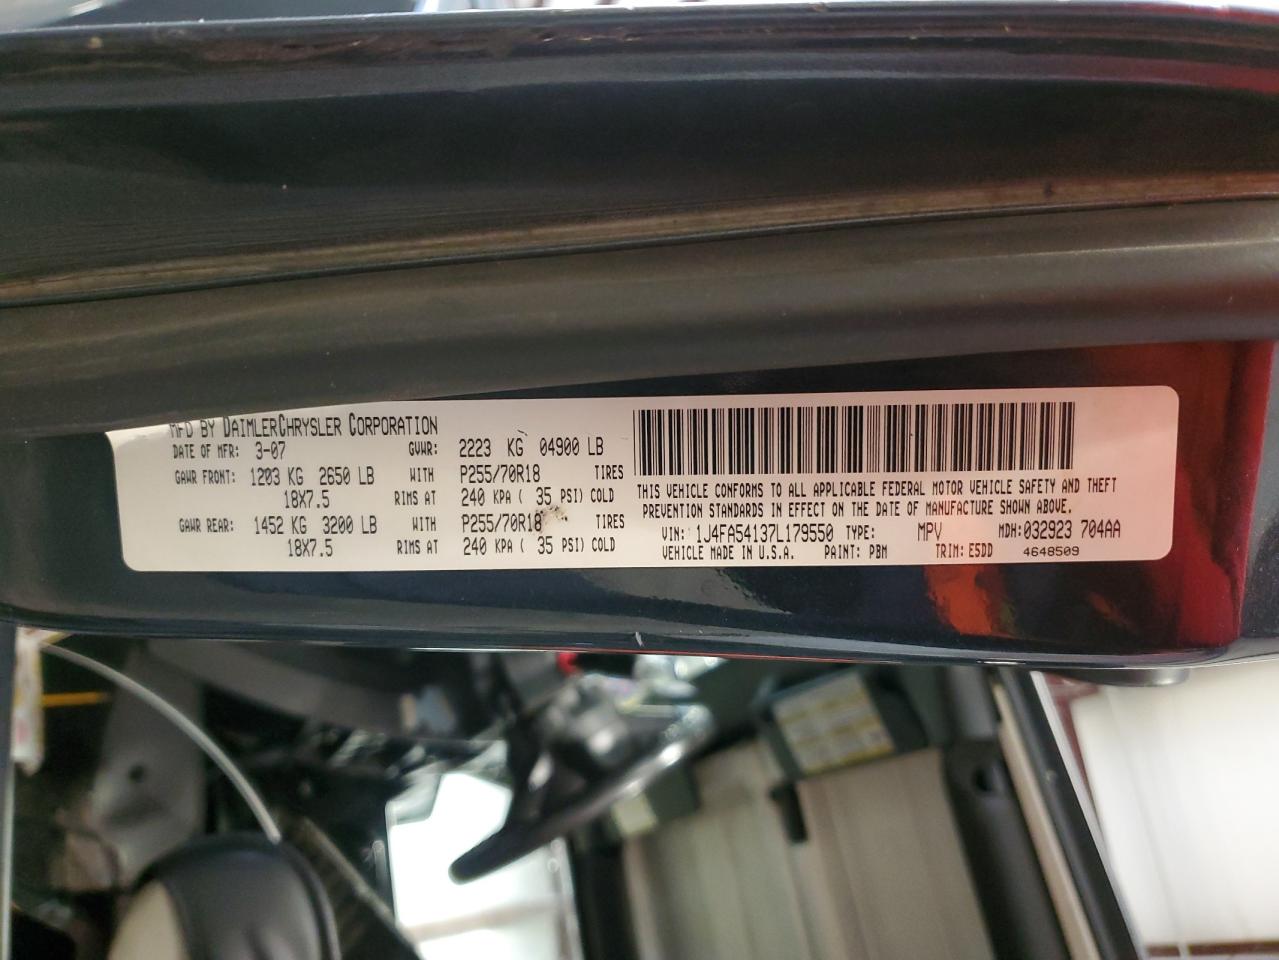 MFD BY DAIMLERCHRYSLER CORPORATION
DATE OF MFR: 3-07 GVWR: 2223 KG 04900 LB
GAWR FRONT: 1203 KG 2650 LB WITH P255/70R18 TIRES
18X7.5 RIMS AT 240 KPA ( 35 PSI) COLD
GAWR REAR: 1452 KG 3200 LB WITH P255/70R18 TIRES
18X7.5 RIMS AT 240 KPA ( 35 PSI) COLD
THIS VEHICLE CONFORMS TO ALL APPLICABLE FEDERAL MOTOR VEHICLE SAFETY AND THEFT
PREVENTION STANDARDS IN EFFECT ON THE DATE OF MANUFACTURE SHOWN ABOVE.
VIN: 1J4FA54137L179550 TYPE: MPV MDH: 032923 704AA
VEHICLE MADE IN U.S.A. PAINT: PBM TRIM: E5DD 4648509